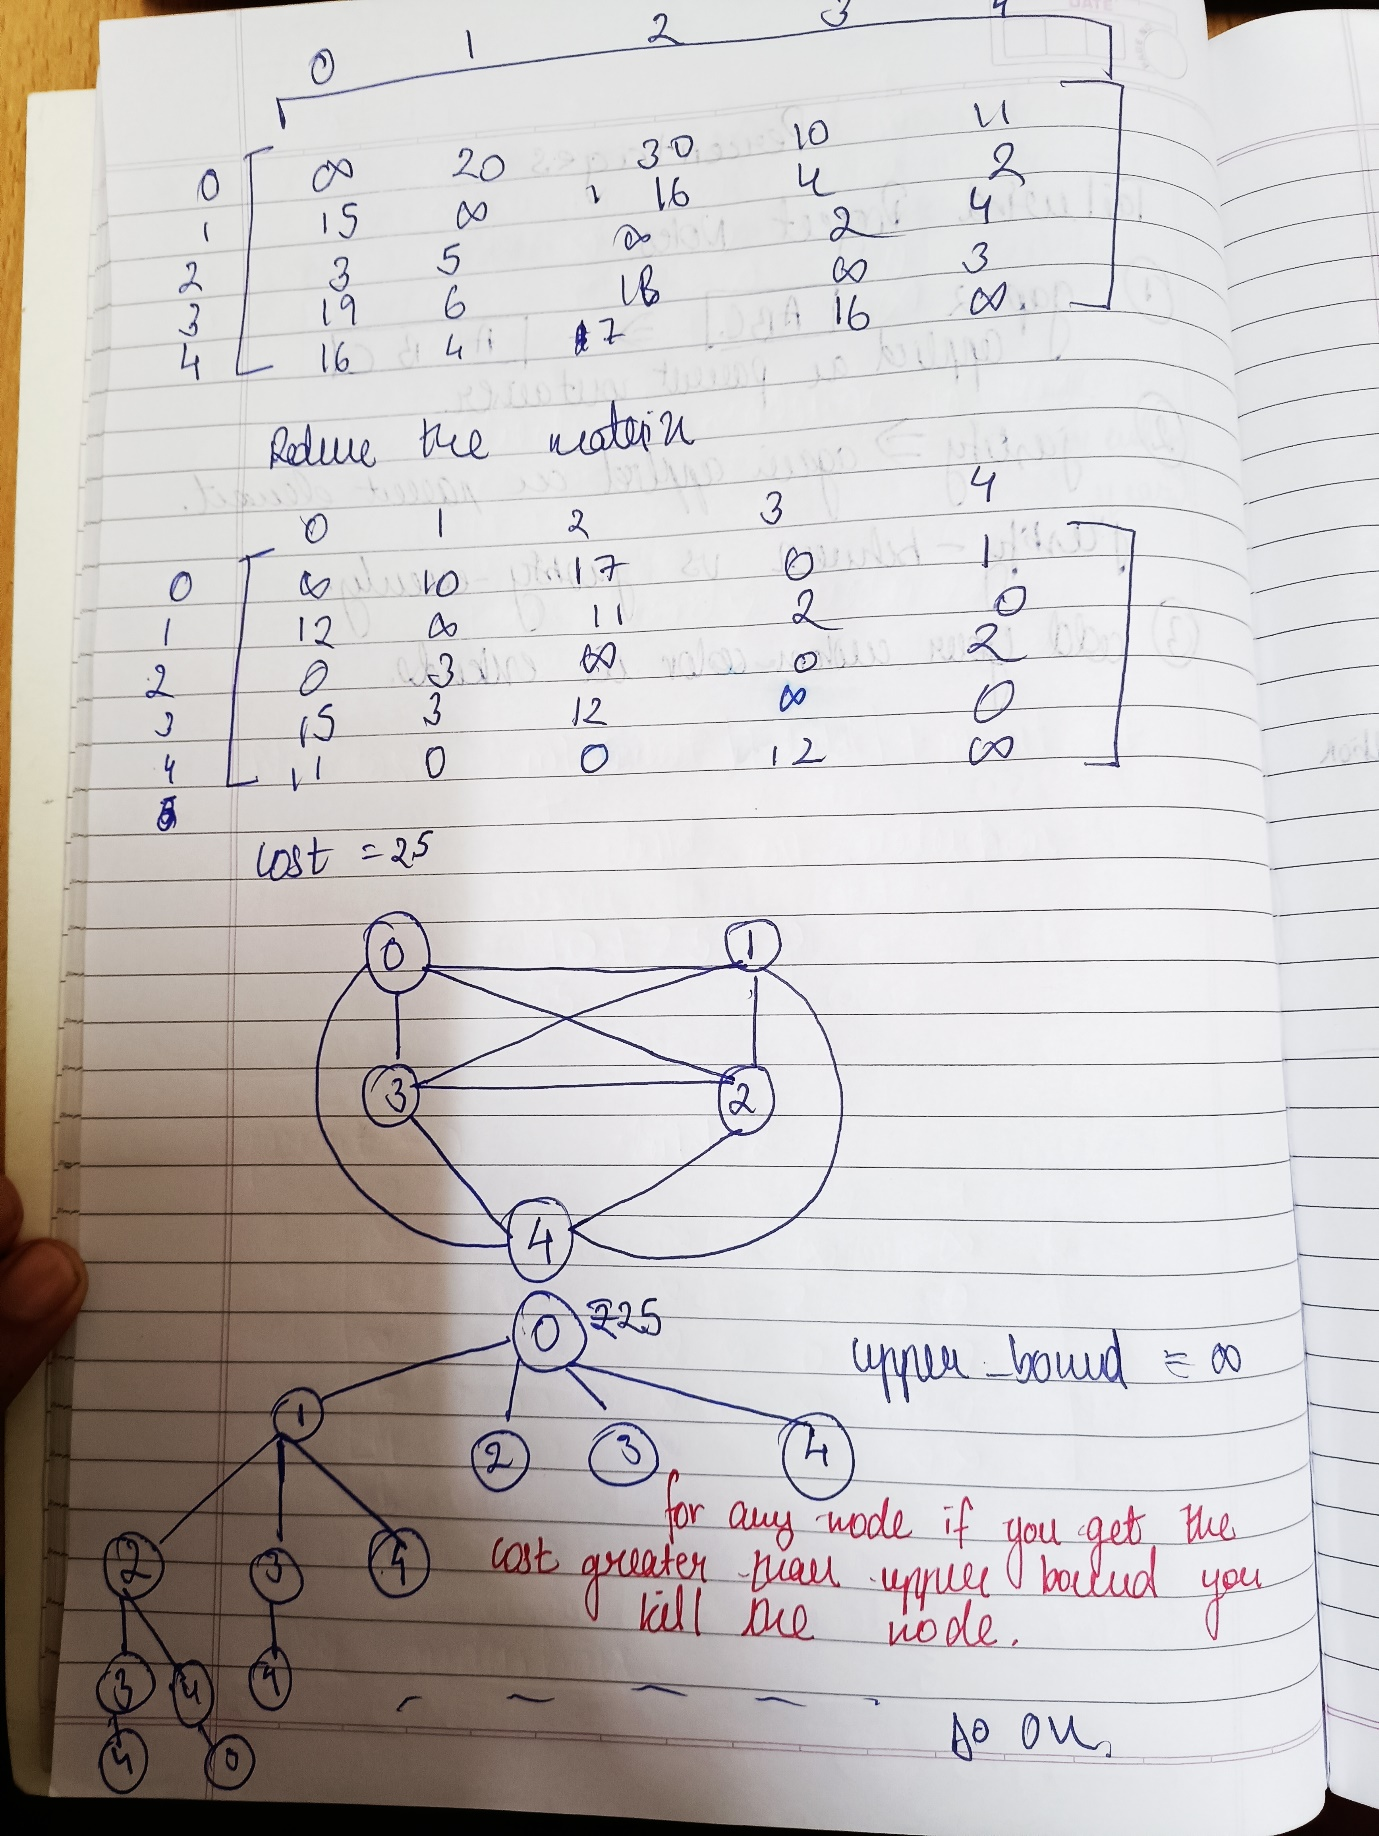 0 1 2 3 4
0 ∞ 20 30 10 11
1 15 ∞ 16 4 2
2 3 5 ∞ 2 4
3 19 6 18 ∞ 3
4 16 4 7 16 ∞
Reduce the matrix
0 1 2 3 4
0 ∞ 10 17 0 1
1 12 ∞ 11 2 0
2 0 3 ∞ 0 2
3 15 3 12 ∞ 0
4 11 0 0 12 ∞
cost = 25
0 1
3 2
4
0 225
upper_bound = ∞
1
2 3 4
for any node if you get the
2 3 4 cost greater than upper bound you
kill the node.
3 4 4
4 0
so on.